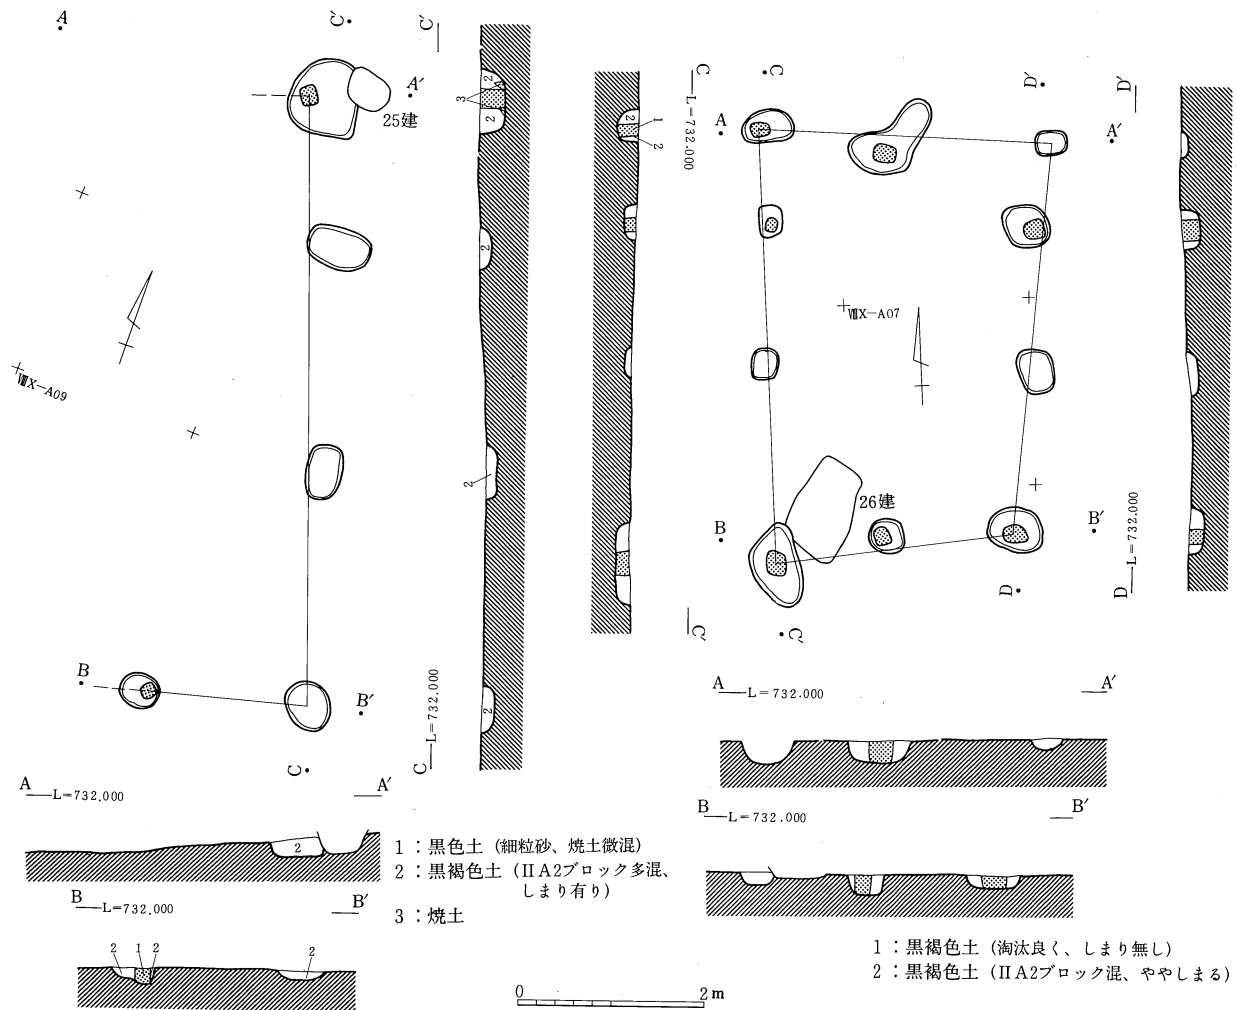 A
C′
C′
A′
25建
3
2
1
2
2
2
2
ⅧX-A09
B
B′
C
C
L=732.000
A
L=732.000
A′
2
B
L=732.000
B′
2
1
2
2
1：黒色土（細粒砂、焼土微混）
2：黒褐色土（ⅡA2ブロック多混、
しまり有り）
3：焼土
0
2m
C
L=732.000
C
D′
D′
A
A′
2
1
2
ⅧX-A07
26建
B
B′
D
D
L=732.000
C′
C′
A
L=732.000
A′
B
L=732.000
B′
1：黒褐色土（淘汰良く、しまり無し）
2：黒褐色土（ⅡA2ブロック混、ややしまる）